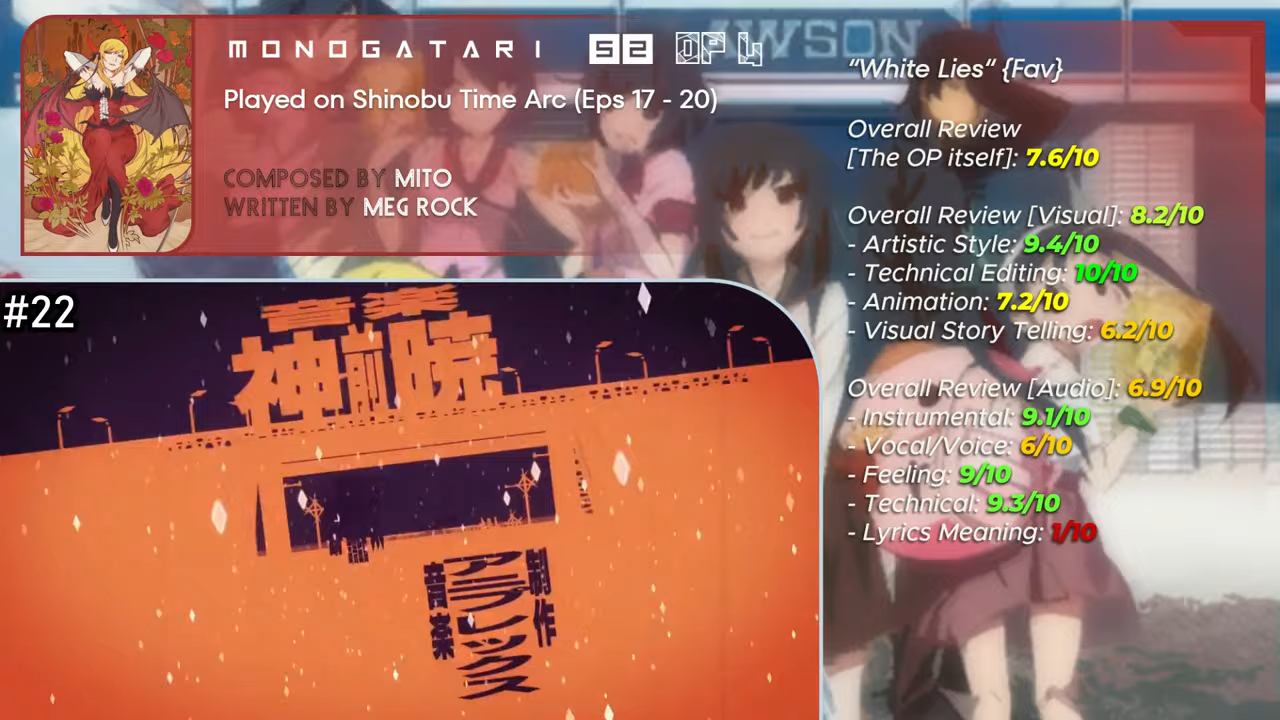 MONOGATARI S2 OP 4
Played on Shinobu Time Arc (Eps 17 - 20)
COMPOSED BY MITO
WRITTEN BY MEG ROCK
#22
音楽
神前暁
制作
アニプレックス
音楽
AWSON
“White Lies“ {Fav}
Overall Review
[The OP itself]: 7.6/10
Overall Review [Visual]: 8.2/10
- Artistic Style: 9.4/10
- Technical Editing: 10/10
- Animation: 7.2/10
- Visual Story Telling: 6.2/10
Overall Review [Audio]: 6.9/10
- Instrumental: 9.1/10
- Vocal/Voice: 6/10
- Feeling: 9/10
- Technical: 9.3/10
- Lyrics Meaning: 1/10